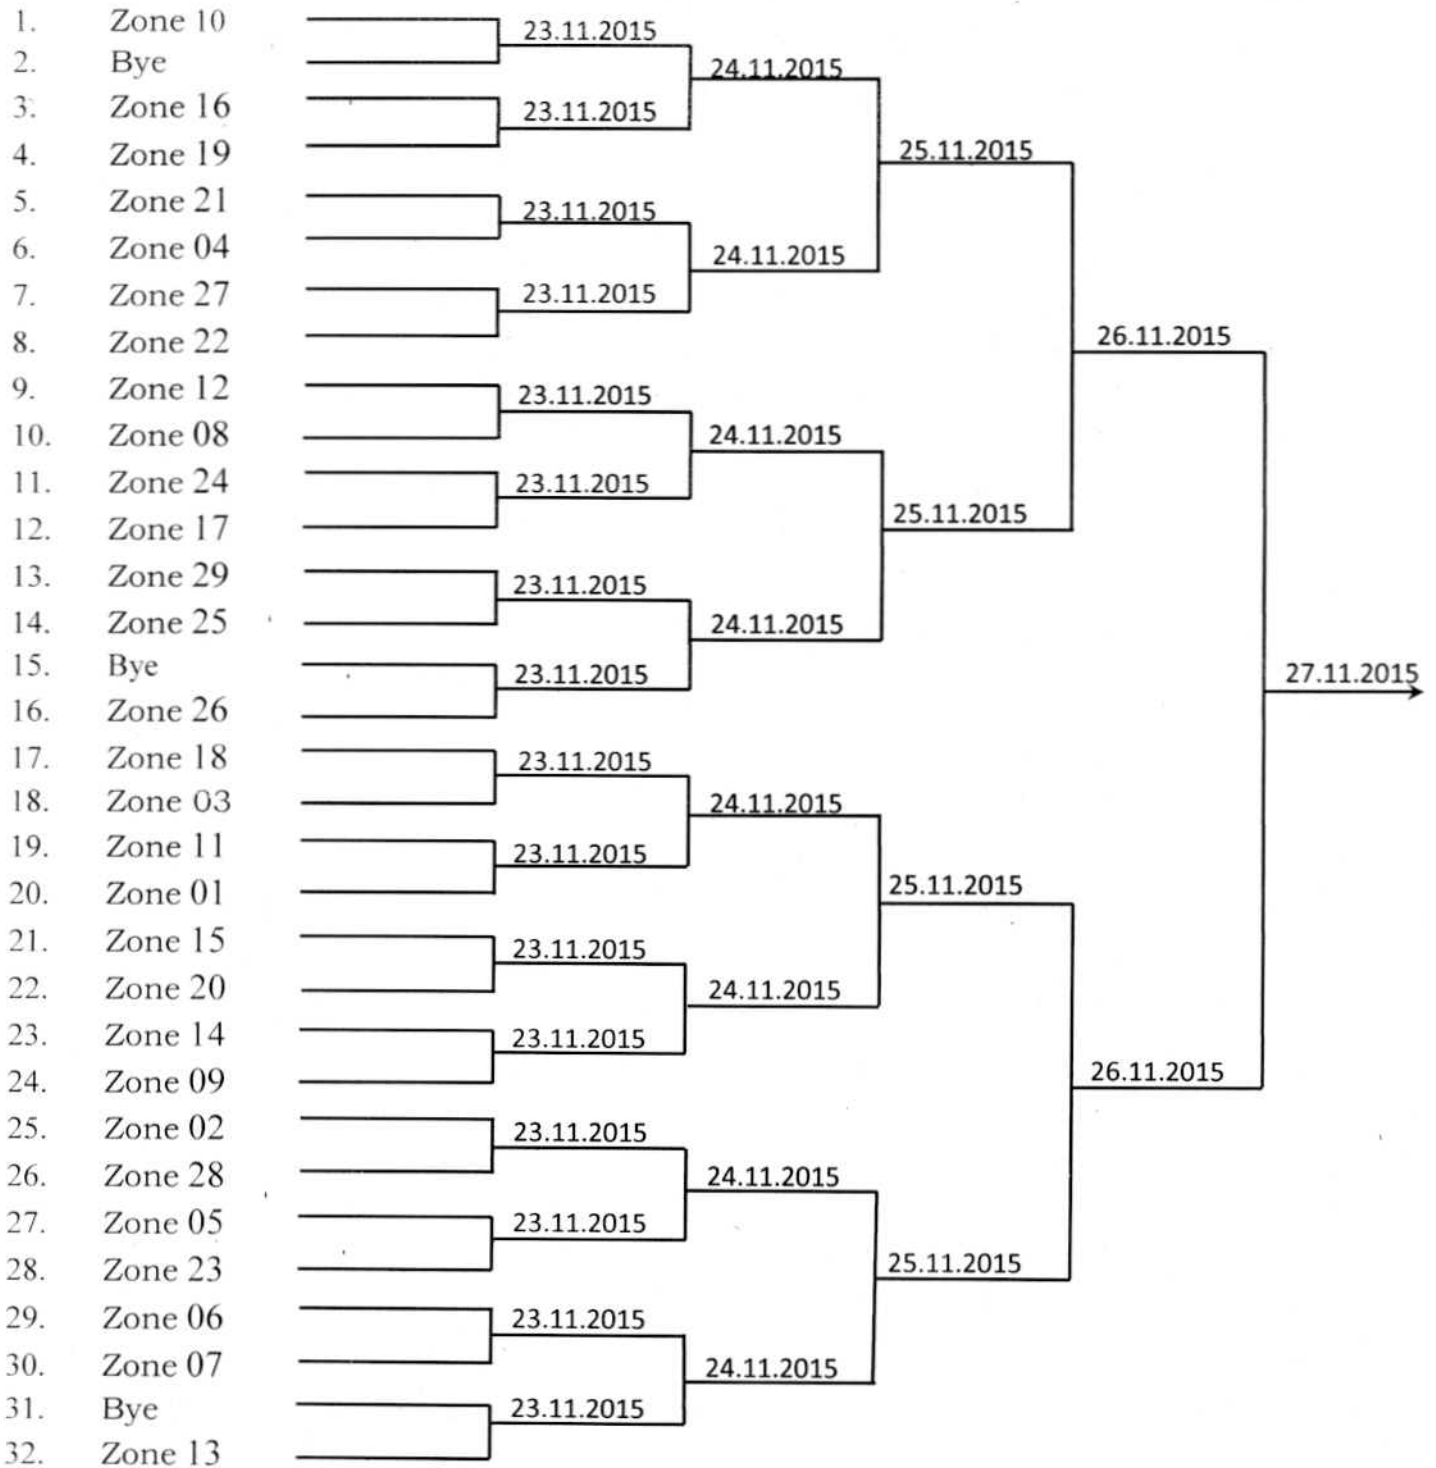 1. Zone 10
23.11.2015
2. Bye
24.11.2015
3. Zone 16
23.11.2015
4. Zone 19
25.11.2015
5. Zone 21
23.11.2015
6. Zone 04
24.11.2015
7. Zone 27
23.11.2015
8. Zone 22
26.11.2015
9. Zone 12
23.11.2015
10. Zone 08
24.11.2015
11. Zone 24
23.11.2015
12. Zone 17
25.11.2015
13. Zone 29
23.11.2015
14. Zone 25
24.11.2015
15. Bye
23.11.2015
27.11.2015
16. Zone 26
17. Zone 18
23.11.2015
18. Zone 03
24.11.2015
19. Zone 11
23.11.2015
20. Zone 01
25.11.2015
21. Zone 15
23.11.2015
22. Zone 20
24.11.2015
23. Zone 14
23.11.2015
24. Zone 09
26.11.2015
25. Zone 02
23.11.2015
26. Zone 28
24.11.2015
27. Zone 05
23.11.2015
28. Zone 23
25.11.2015
29. Zone 06
23.11.2015
30. Zone 07
24.11.2015
31. Bye
23.11.2015
32. Zone 13